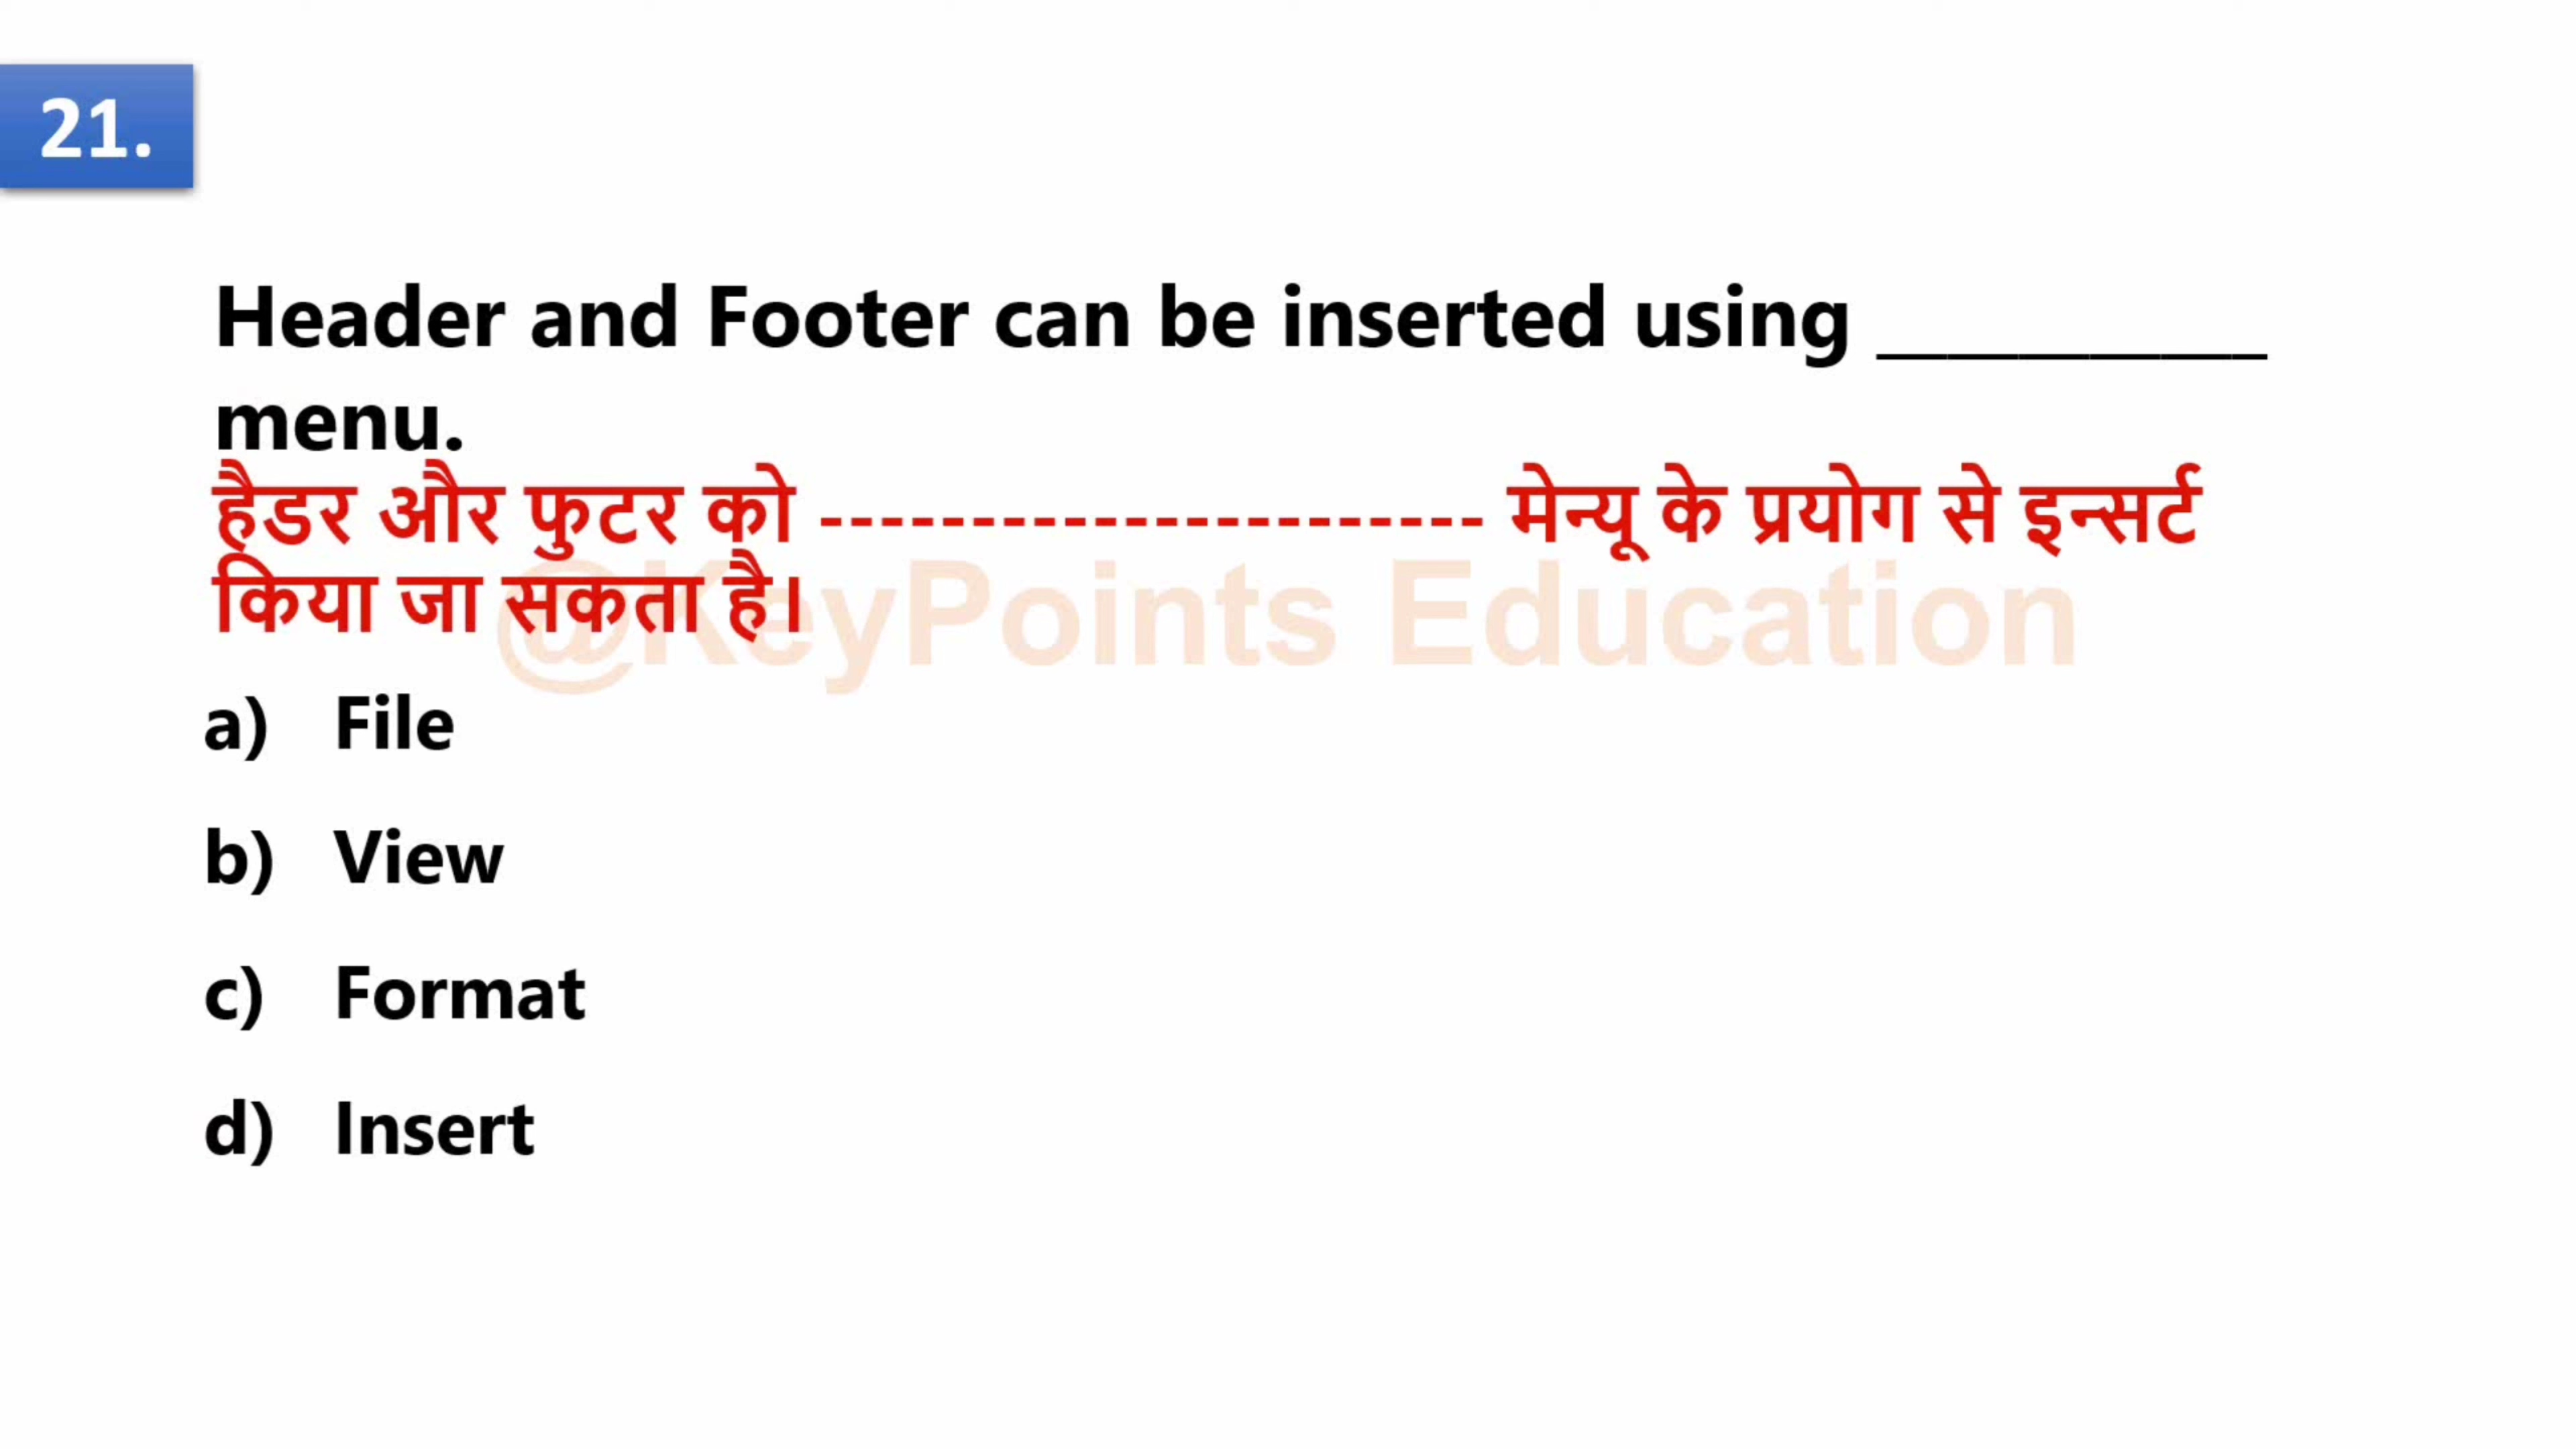 21.
Header and Footer can be inserted using ___________
menu.
हैडर और फुटर को ---------------------- मेन्यू के प्रयोग से इन्सर्ट
किया जा सकता है।
@KeyPoints Education
a) File
b) View
c) Format
d) Insert